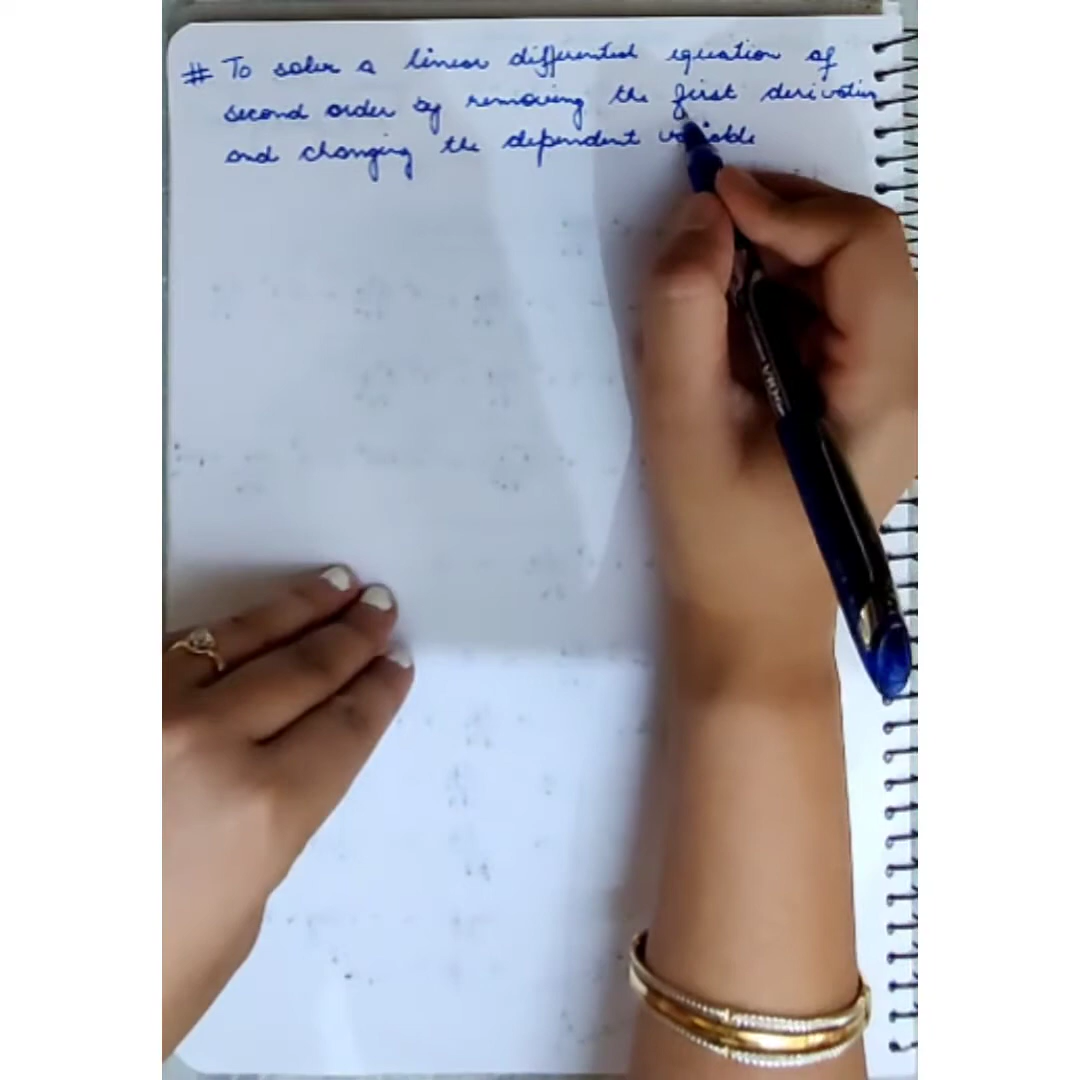 # To solve a linear differential equation of
second order by removing the first derivative
and changing the dependent variable